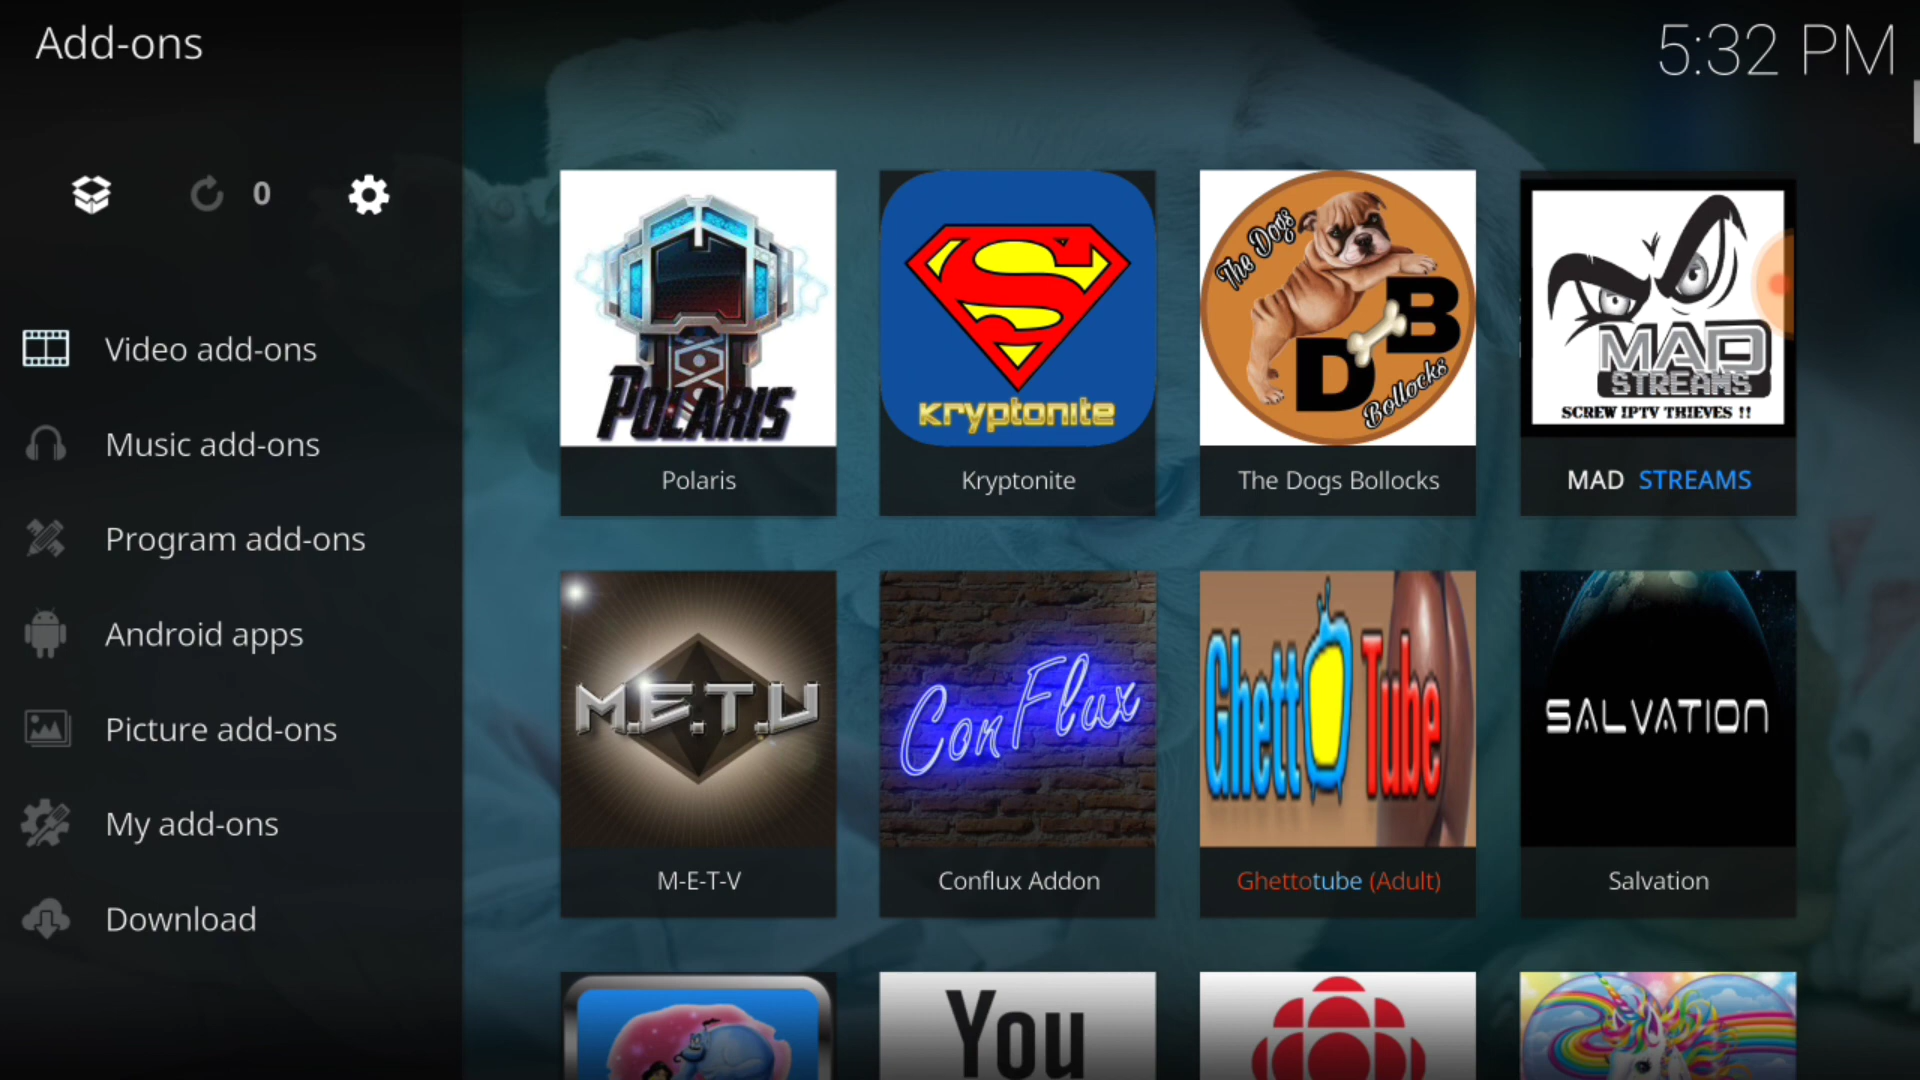 Add-ons
5:32 PM
0
Video add-ons
Music add-ons
Program add-ons
Android apps
Picture add-ons
My add-ons
Download
POLARIS
Polaris
S
kryptonite
Kryptonite
The Dogs
DB
Bollocks
The Dogs Bollocks
MAD
STREAMS
SCREW IPTV THIEVES !!
MAD STREAMS
M.E.T.V
M-E-T-V
ConFlux
Conflux Addon
Ghetto Tube
Ghettotube (Adult)
SALVATION
Salvation
You